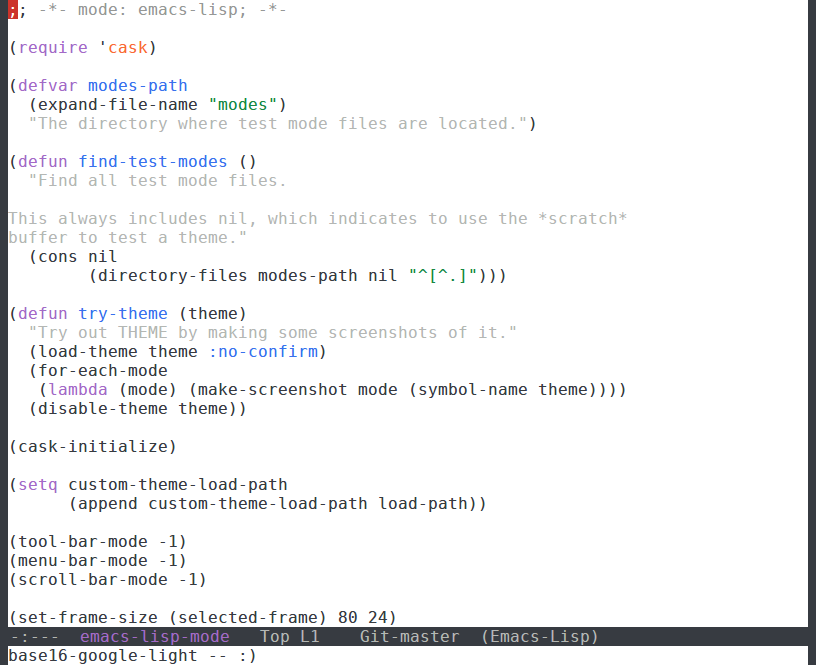 ;; -*- mode: emacs-lisp; -*-

(require 'cask)

(defvar modes-path
  (expand-file-name "modes")
  "The directory where test mode files are located.")

(defun find-test-modes ()
  "Find all test mode files.

This always includes nil, which indicates to use the *scratch*
buffer to test a theme."
  (cons nil
        (directory-files modes-path nil "^[^.]")))

(defun try-theme (theme)
  "Try out THEME by making some screenshots of it."
  (load-theme theme :no-confirm)
  (for-each-mode
   (lambda (mode) (make-screenshot mode (symbol-name theme))))
  (disable-theme theme))

(cask-initialize)

(setq custom-theme-load-path
      (append custom-theme-load-path load-path))

(tool-bar-mode -1)
(menu-bar-mode -1)
(scroll-bar-mode -1)

(set-frame-size (selected-frame) 80 24)
-:---  emacs-lisp-mode   Top L1    Git-master  (Emacs-Lisp)
base16-google-light -- :)